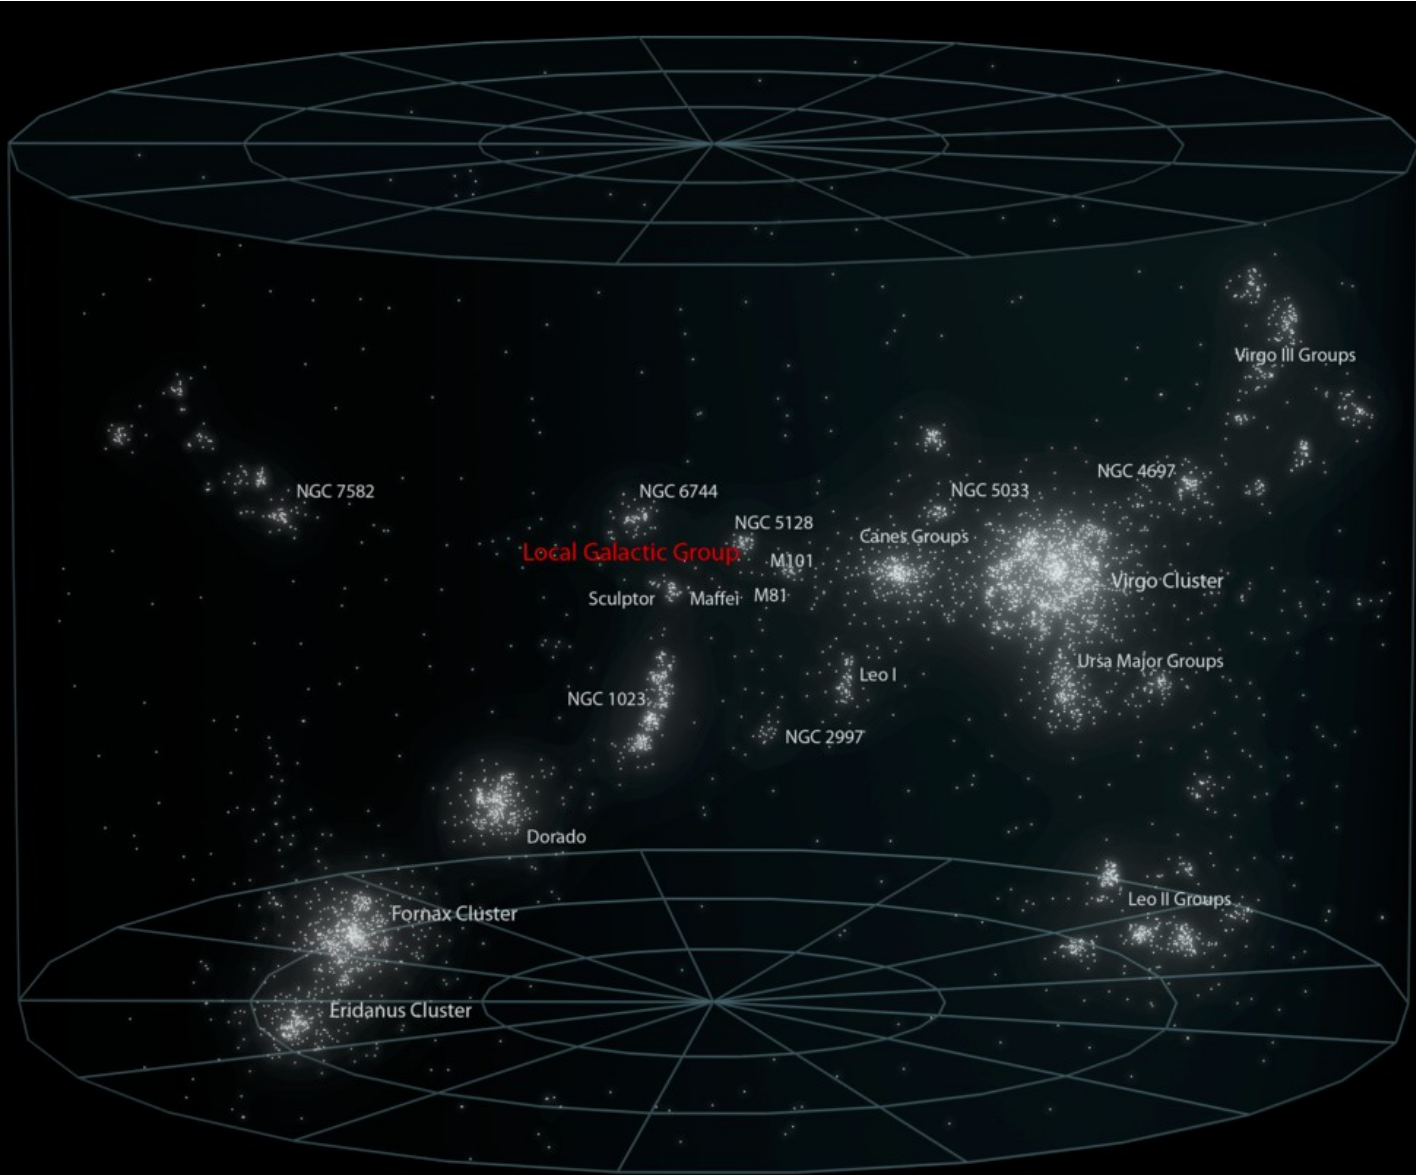 Virgo III Groups
NGC 4697
NGC 7582
NGC 6744
NGC 5033
NGC 5128
Canes Groups
Local Galactic Group
M101
Virgo Cluster
Sculptor
Maffei
M81
Ursa Major Groups
Leo I
NGC 1023
NGC 2997
Dorado
Leo II Groups
Fornax Cluster
Eridanus Cluster